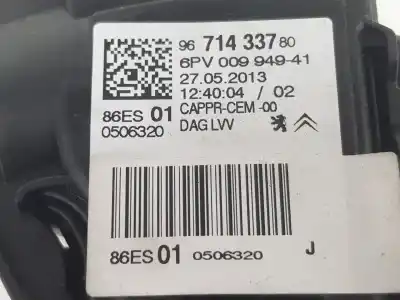 96 714 337 80
6PV 009 949-41
27.05.2013
12:40:04 / 02
86ES 01 CAPPR-CEM -00
0506320 DAG LVV
86ES 01 0506320 J